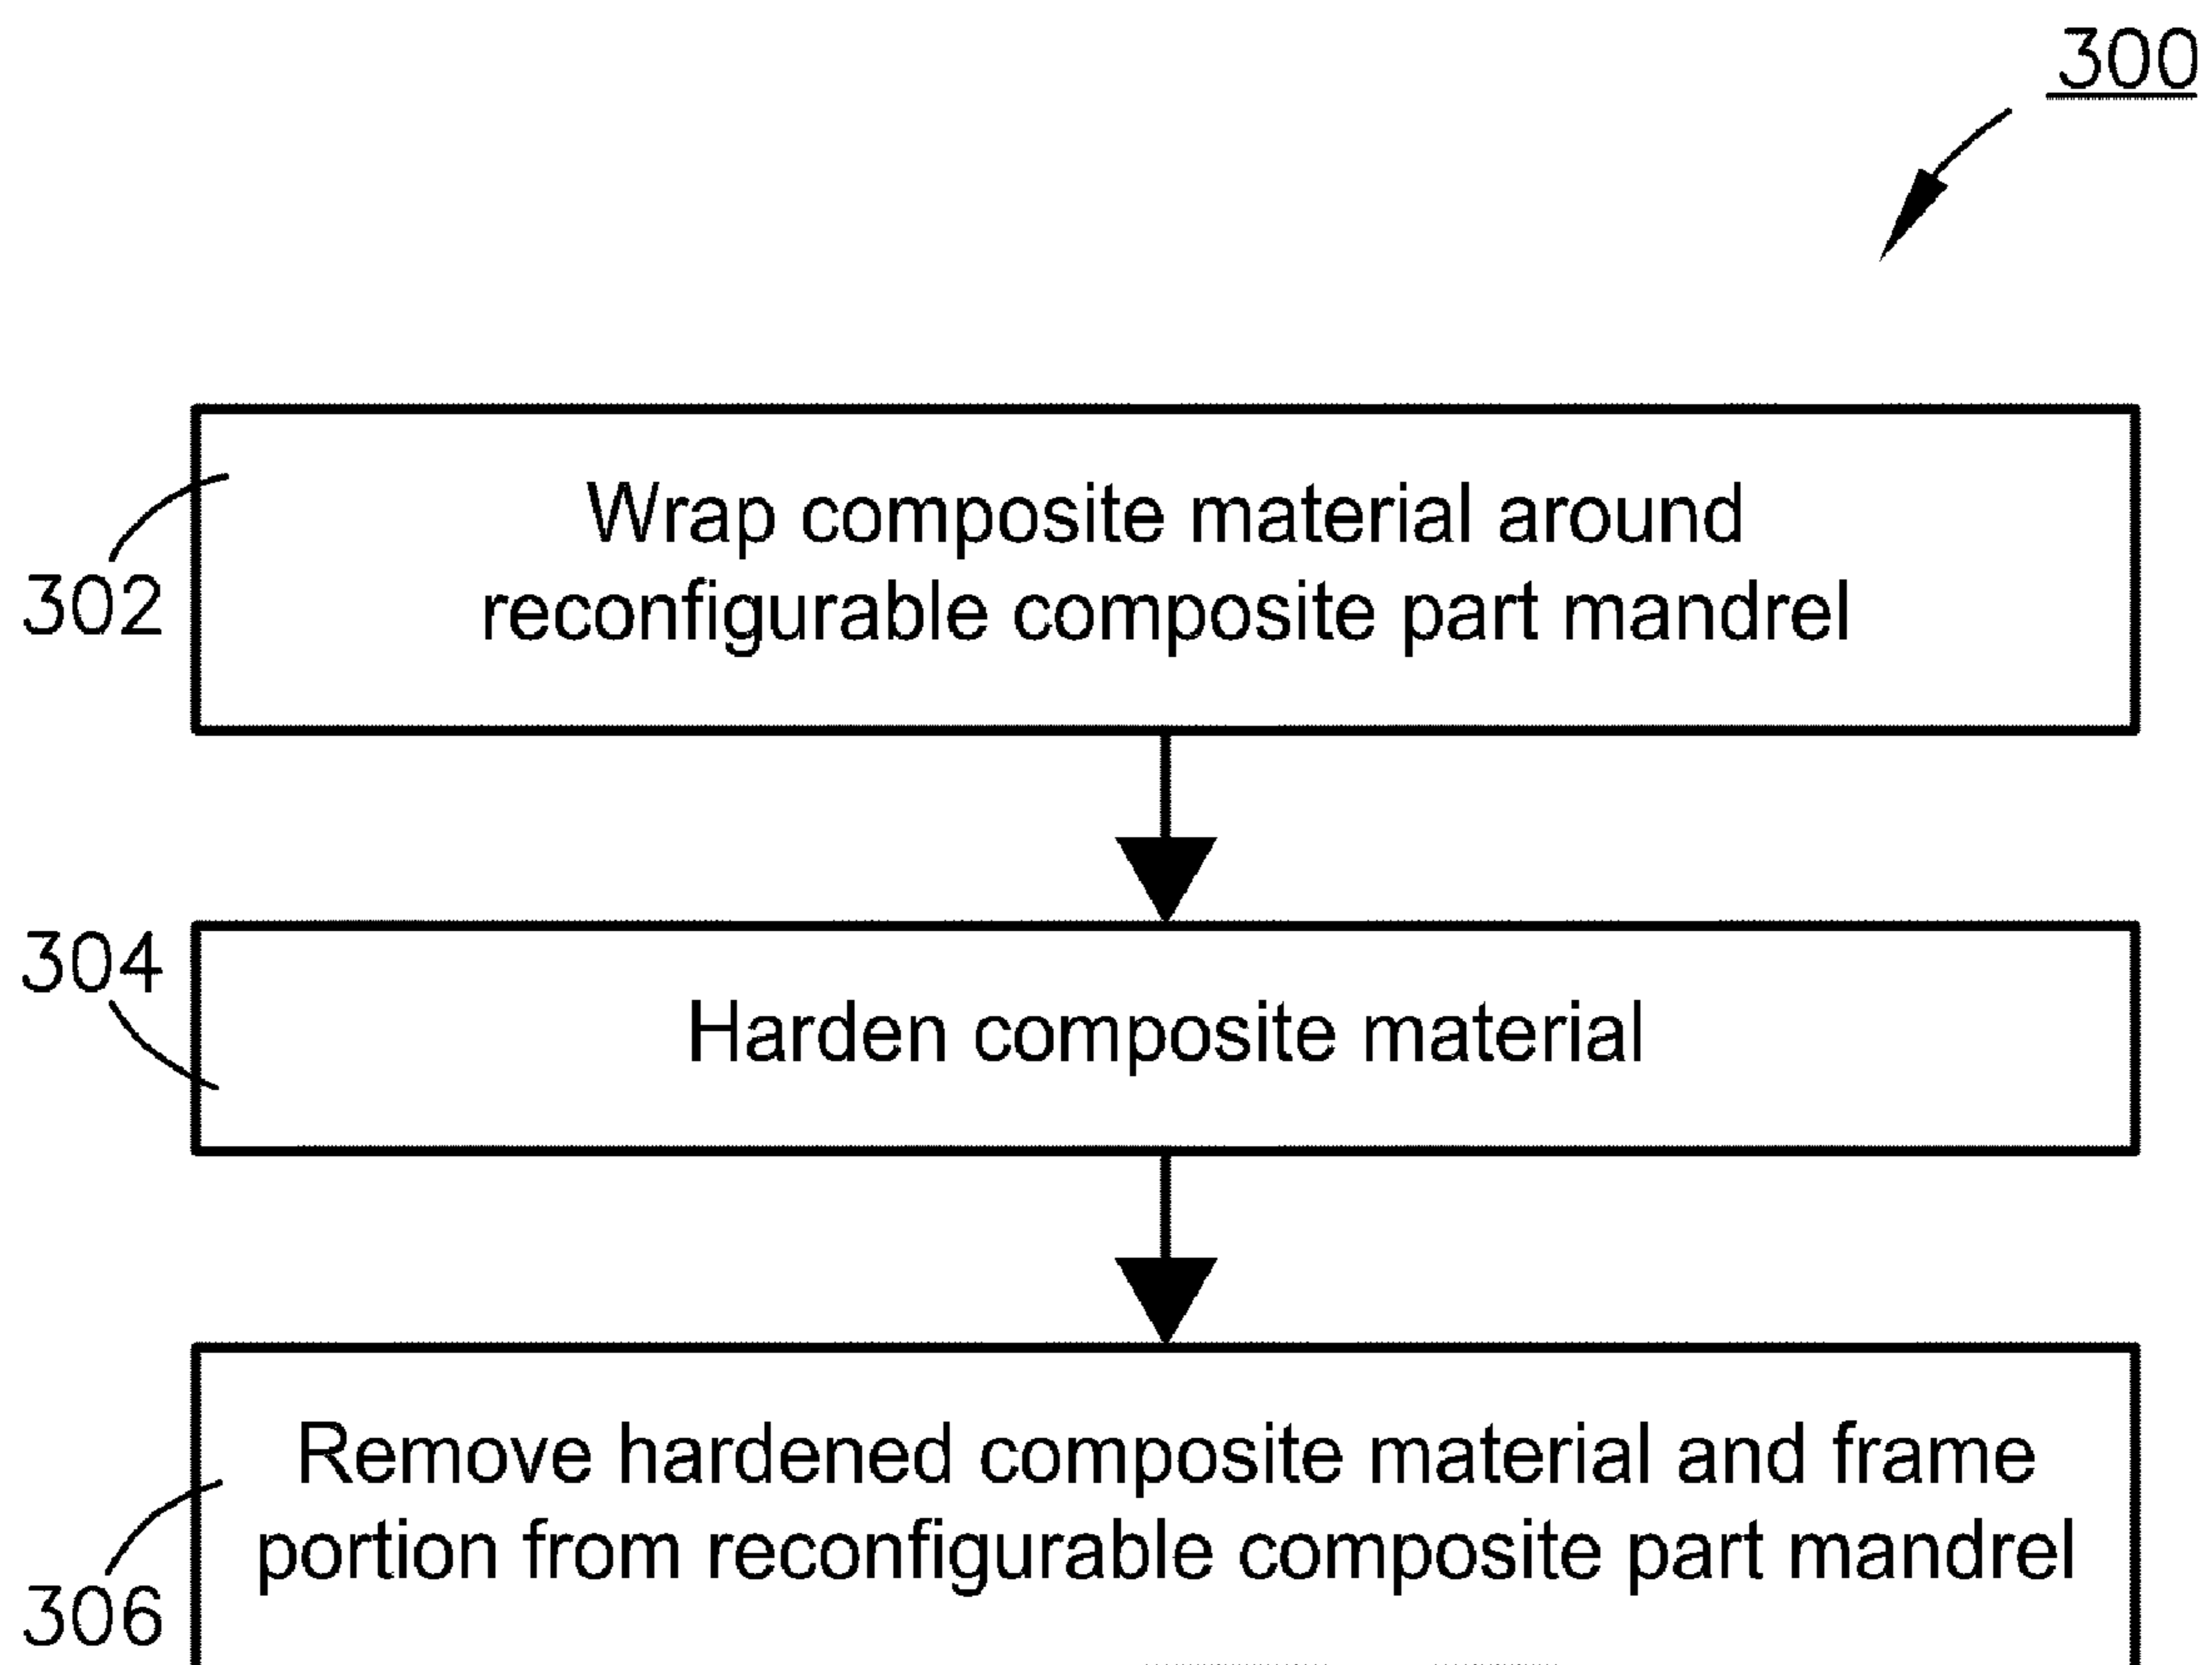 300
302
Wrap composite material around
reconfigurable composite part mandrel
304
Harden composite material
306
Remove hardened composite material and frame
portion from reconfigurable composite part mandrel